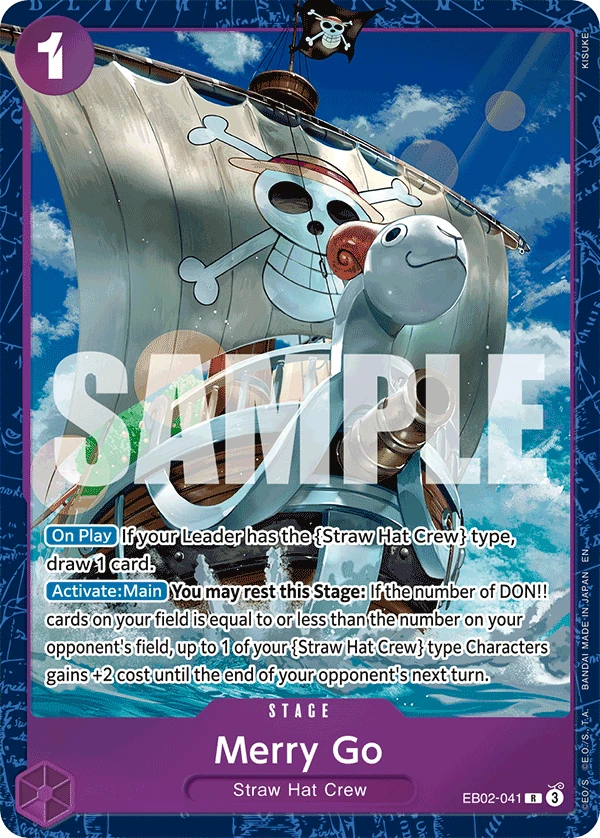 1
KISUKE
SAMPLE
On Play If your Leader has the {Straw Hat Crew} type,
draw 1 card.
Activate:Main You may rest this Stage: If the number of DON!!
cards on your field is equal to or less than the number on your
opponent's field, up to 1 of your {Straw Hat Crew} type Characters
gains +2 cost until the end of your opponent's next turn.
STAGE
Merry Go
Straw Hat Crew
EB02-041 R 3
©E.O./S. ©E.O./S.,T.A. BANDAI MADE IN JAPAN EN